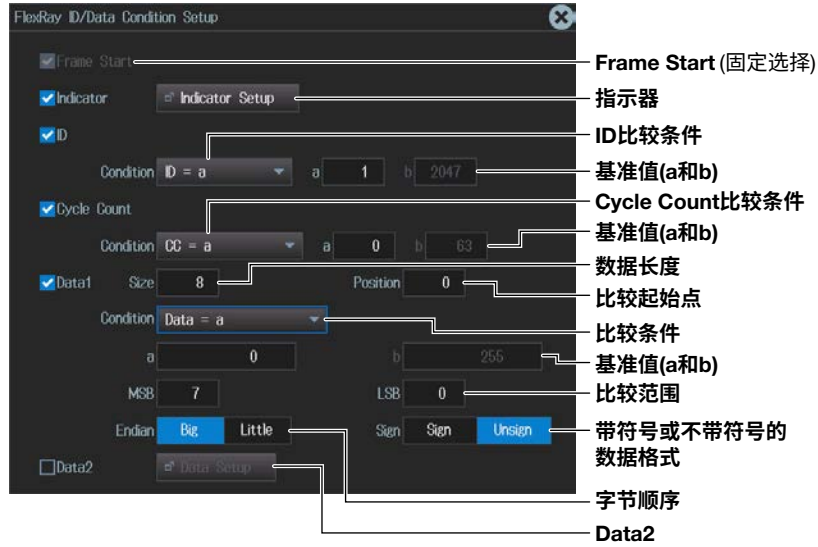 FlexRay ID/Data Condition Setup
Frame Start
Frame Start (固定选择)
Indicator Indicator Setup
指示器
ID
ID比较条件
Condition ID = a a 1 b 2047
基准值(a和b)
Cycle Count
Cycle Count比较条件
Condition CC = a a 0 b 63
基准值(a和b)
Data1 Size 8 Position 0
数据长度
比较起始点
Condition Data = a
比较条件
a 0 b 255
基准值(a和b)
MSB 7 LSB 0
比较范围
Endian Big Little Sign Sign Unsign
带符号或不带符号的
数据格式
Data2 Data Setup
字节顺序
Data2